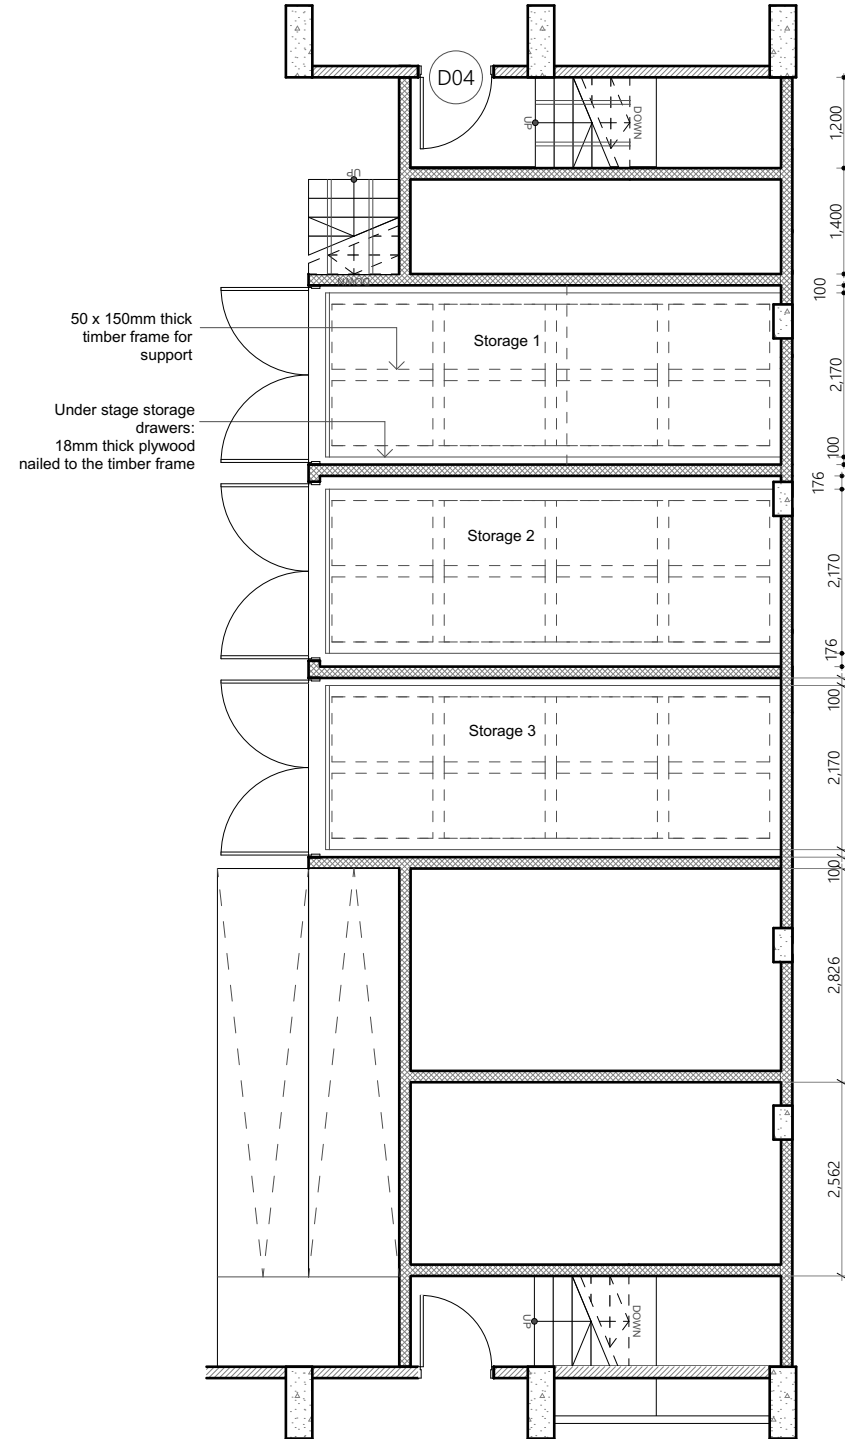 D04
UP
DOWN
1,200
UP
DOWN
1,400
100
50 x 150mm thick
timber frame for
support
Storage 1
2,170
Under stage storage
drawers:
18mm thick plywood
nailed to the timber frame
100
176
Storage 2
2,170
176
100
Storage 3
2,170
100
2,826
2,562
UP
DOWN